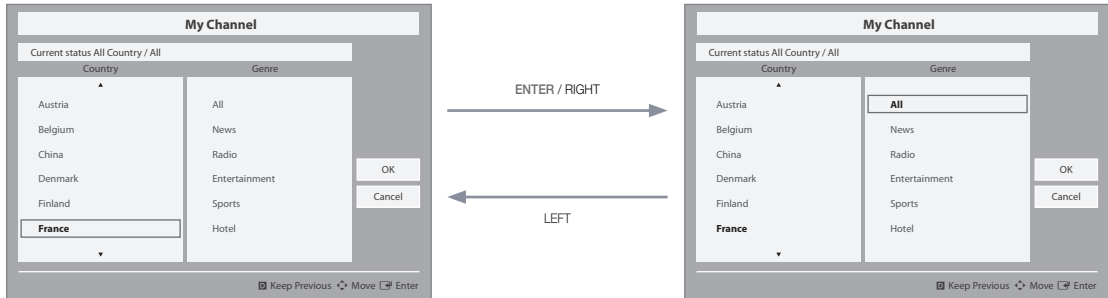 My Channel
Current status All Country / All
Country Genre
▲
Austria All
Belgium News
China Radio
Denmark Entertainment
Finland Sports
France Hotel
▼
OK
Cancel
D Keep Previous Move Enter
ENTER / RIGHT
LEFT
My Channel
Current status All Country / All
Country Genre
▲
Austria All
Belgium News
China Radio
Denmark Entertainment
Finland Sports
France Hotel
▼
OK
Cancel
D Keep Previous Move Enter